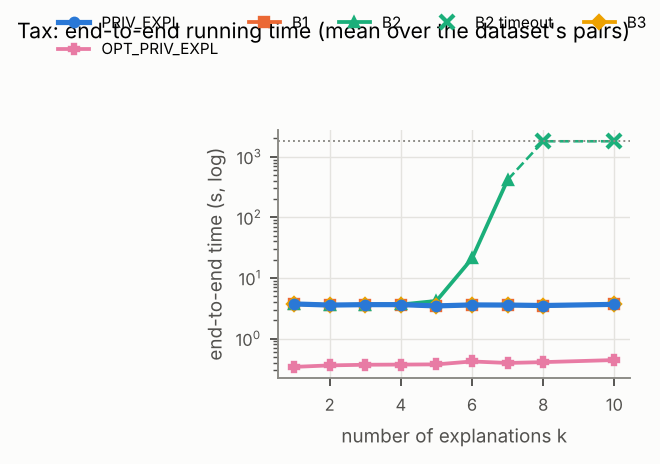 PRIV_EXPL B1 B2 B2 timeout B3
Tax: end-to-end running time (mean over the dataset's pairs)
OPT_PRIV_EXPL
end-to-end time (s, log)
10³
10²
10¹
10⁰
2 4 6 8 10
number of explanations k